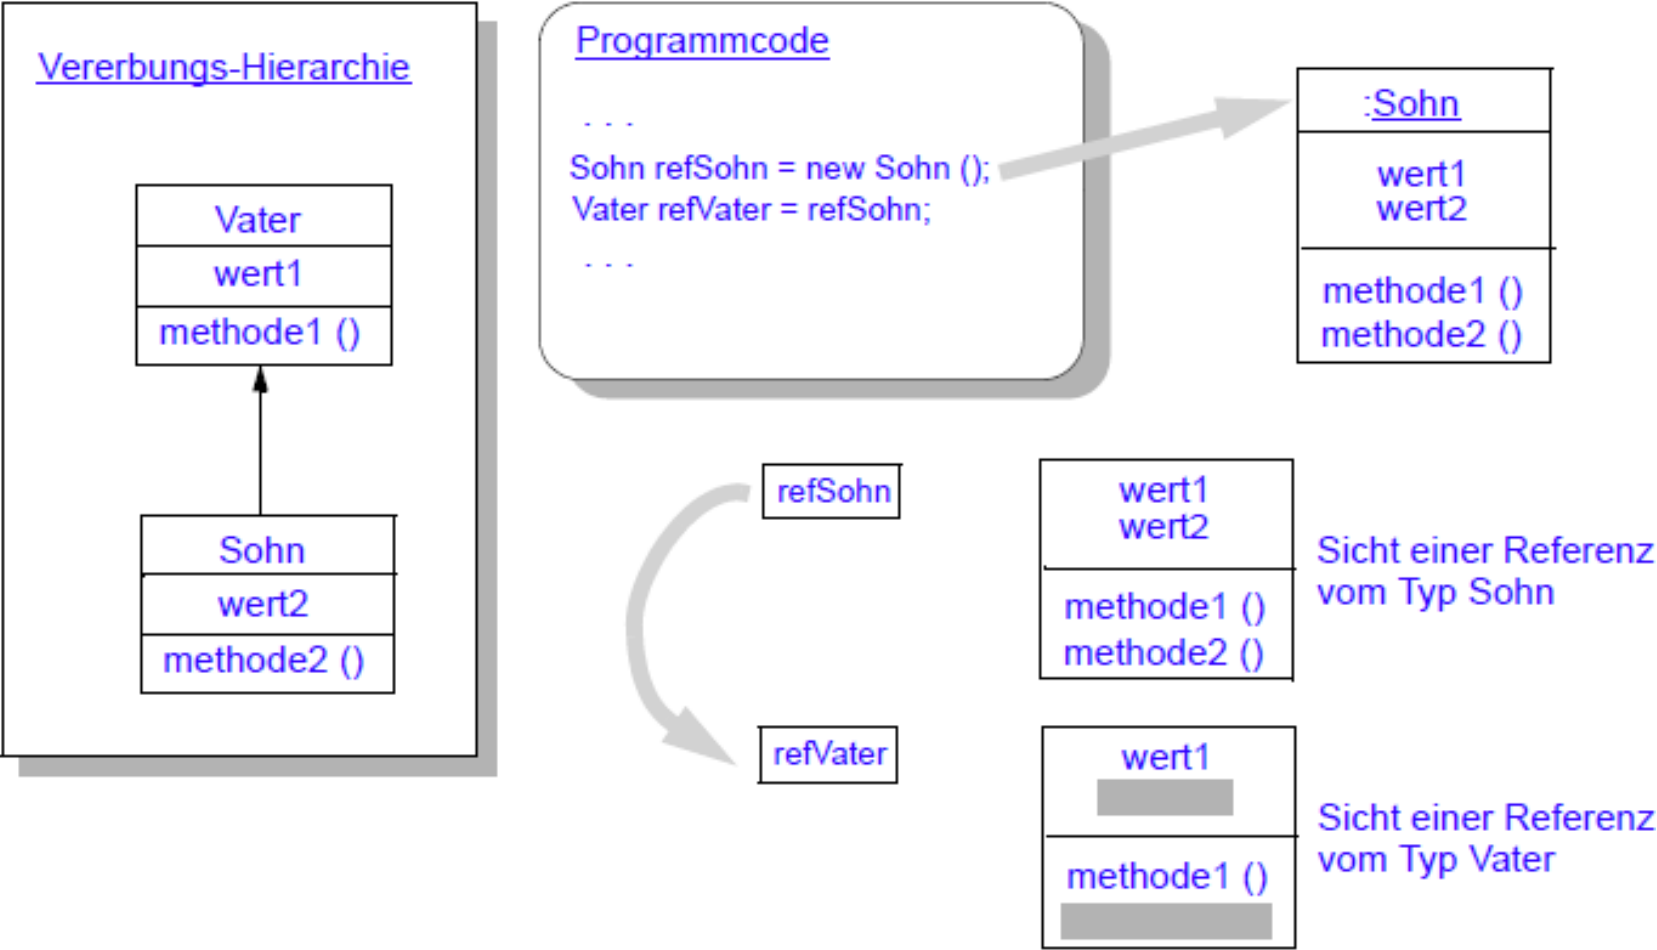 Vererbungs-Hierarchie
Vater
wert1
methode1 ()
Sohn
wert2
methode2 ()
Programmcode
. . .
Sohn refSohn = new Sohn ();
Vater refVater = refSohn;
. . .
:Sohn
wert1
wert2
methode1 ()
methode2 ()
refSohn
wert1
wert2
methode1 ()
methode2 ()
Sicht einer Referenz
vom Typ Sohn
refVater
wert1
methode1 ()
Sicht einer Referenz
vom Typ Vater